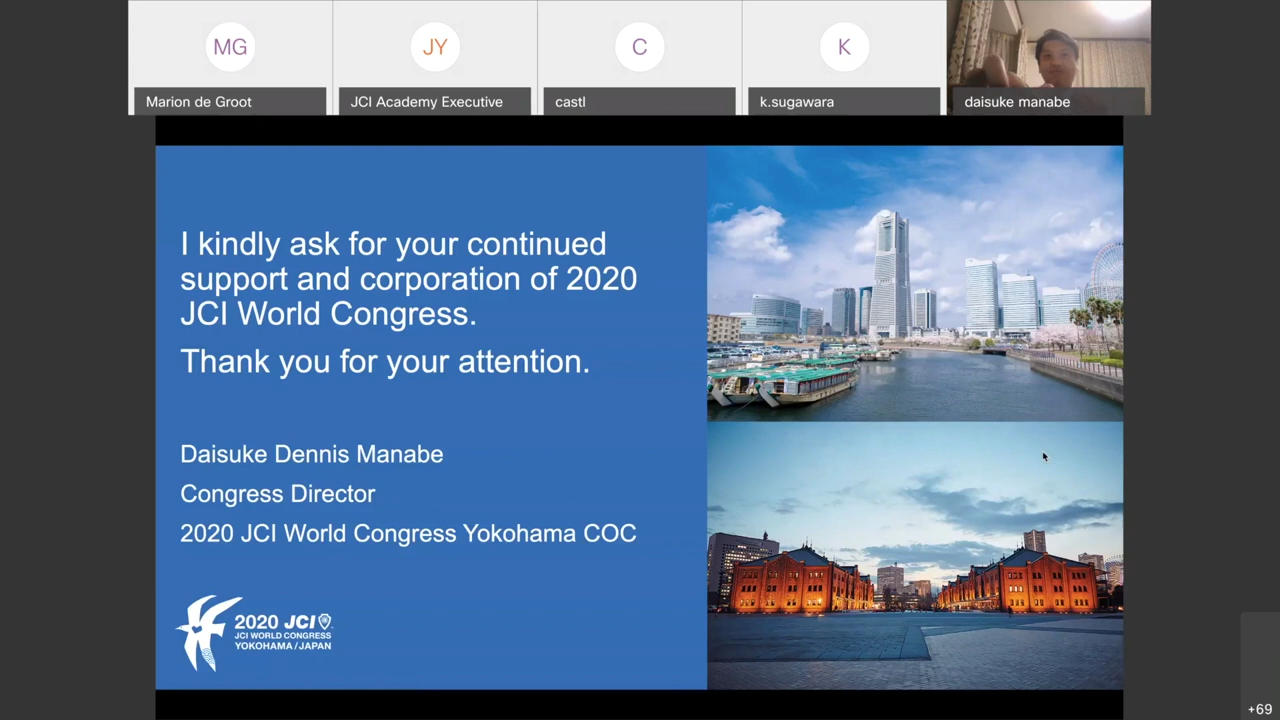 MG
JY
C
K
Marion de Groot
JCI Academy Executive
castl
k.sugawara
daisuke manabe
I kindly ask for your continued
support and corporation of 2020
JCI World Congress.
Thank you for your attention.
Daisuke Dennis Manabe
Congress Director
2020 JCI World Congress Yokohama COC
2020 JCI
JCI WORLD CONGRESS
YOKOHAMA/JAPAN
+69